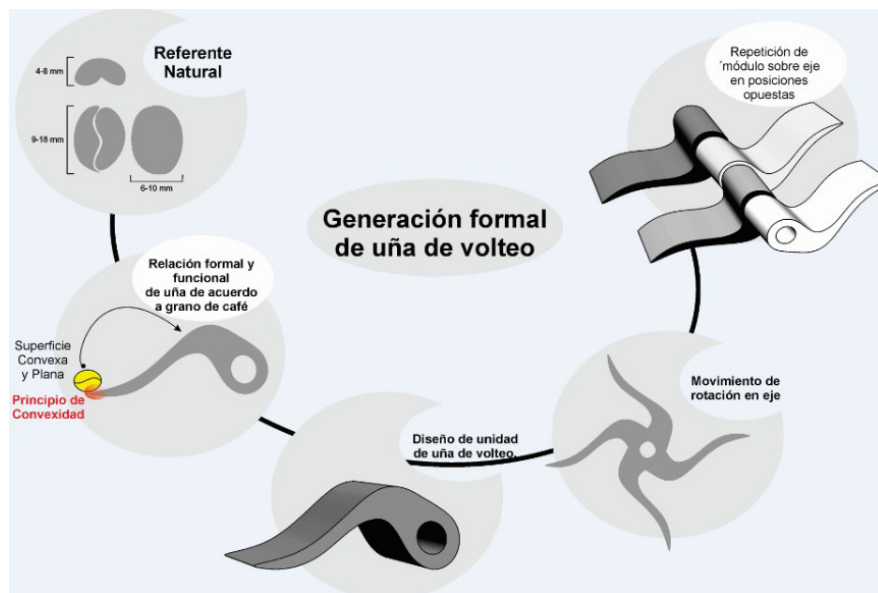 Referente
Natural
4-8 mm
9-18 mm
6-10 mm
Generación formal
de uña de volteo
Relación formal y
funcional
de uña de acuerdo
a grano de café
Superficie
Convexa
y Plana
Principio de
Convexidad
Diseño de unidad
de uña de volteo.
Movimiento de
rotación en eje
Repetición de
´módulo sobre eje
en posiciones
opuestas